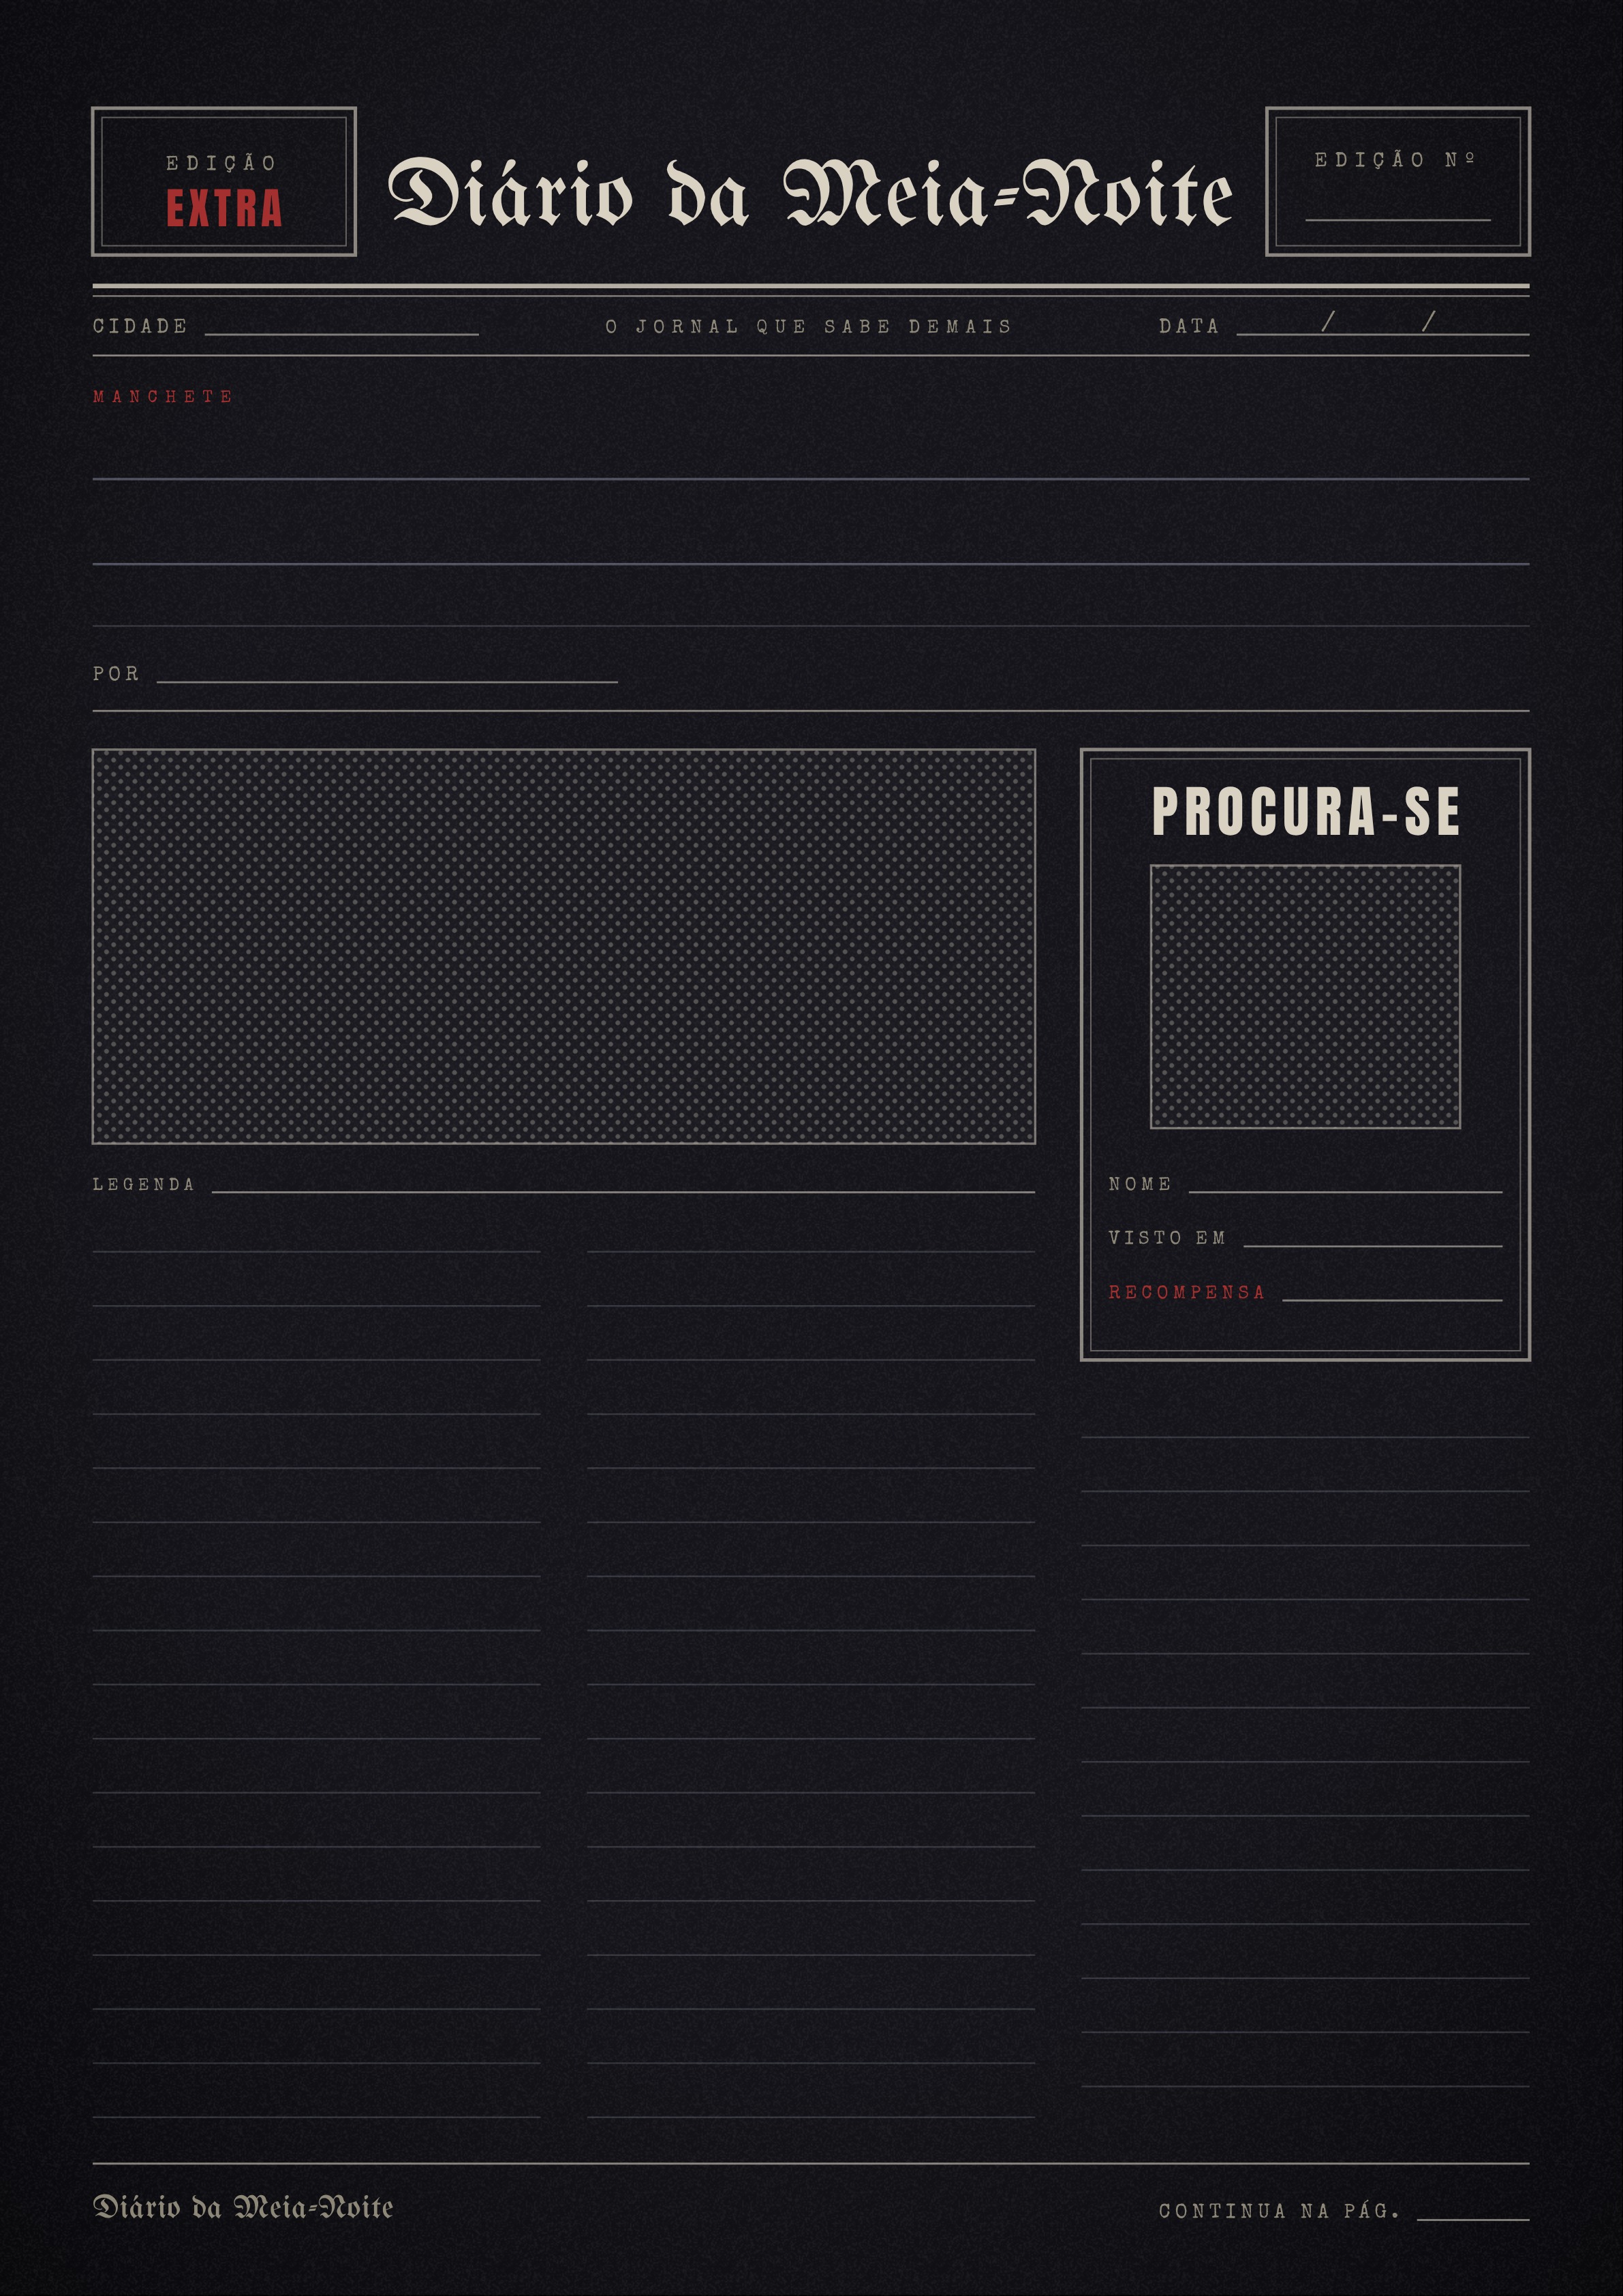 EDIÇÃO
EXTRA
Diário da Meia-Noite
EDIÇÃO Nº
CIDADE
O JORNAL QUE SABE DEMAIS
DATA / /
MANCHETE
POR
PROCURA-SE
LEGENDA
NOME
VISTO EM
RECOMPENSA
Diário da Meia-Noite
CONTINUA NA PÁG.